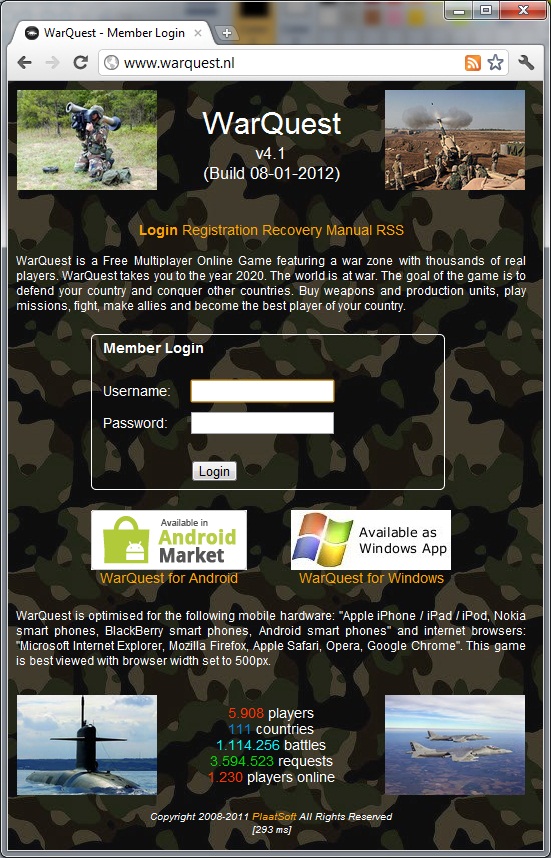 WarQuest - Member Login
www.warquest.nl
WarQuest
v4.1
(Build 08-01-2012)
Login Registration Recovery Manual RSS
WarQuest is a Free Multiplayer Online Game featuring a war zone with thousands of real
players. WarQuest takes you to the year 2020. The world is at war. The goal of the game is to
defend your country and conquer other countries. Buy weapons and production units, play
missions, fight, make allies and become the best player of your country.
Member Login
Username:
Password:
Login
Available in
Android
Market
Available as
Windows App
WarQuest for Android
WarQuest for Windows
WarQuest is optimised for the following mobile hardware: "Apple iPhone / iPad / iPod, Nokia
smart phones, BlackBerry smart phones, Android smart phones" and internet browsers:
"Microsoft Internet Explorer, Mozilla Firefox, Apple Safari, Opera, Google Chrome". This game
is best viewed with browser width set to 500px.
5.908 players
111 countries
1.114.256 battles
3.594.523 requests
1.230 players online
Copyright 2008-2011 PlaatSoft All Rights Reserved
[293 ms]